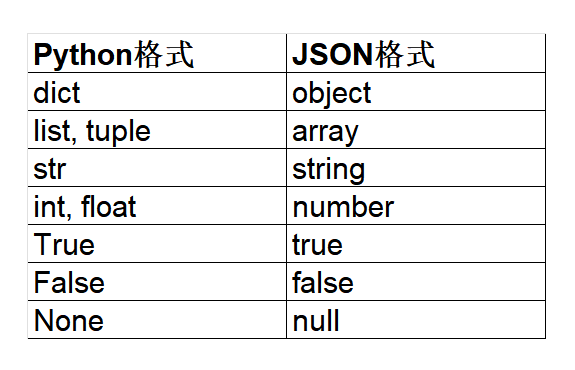 Python格式 JSON格式
dict object
list, tuple array
str string
int, float number
True true
False false
None null